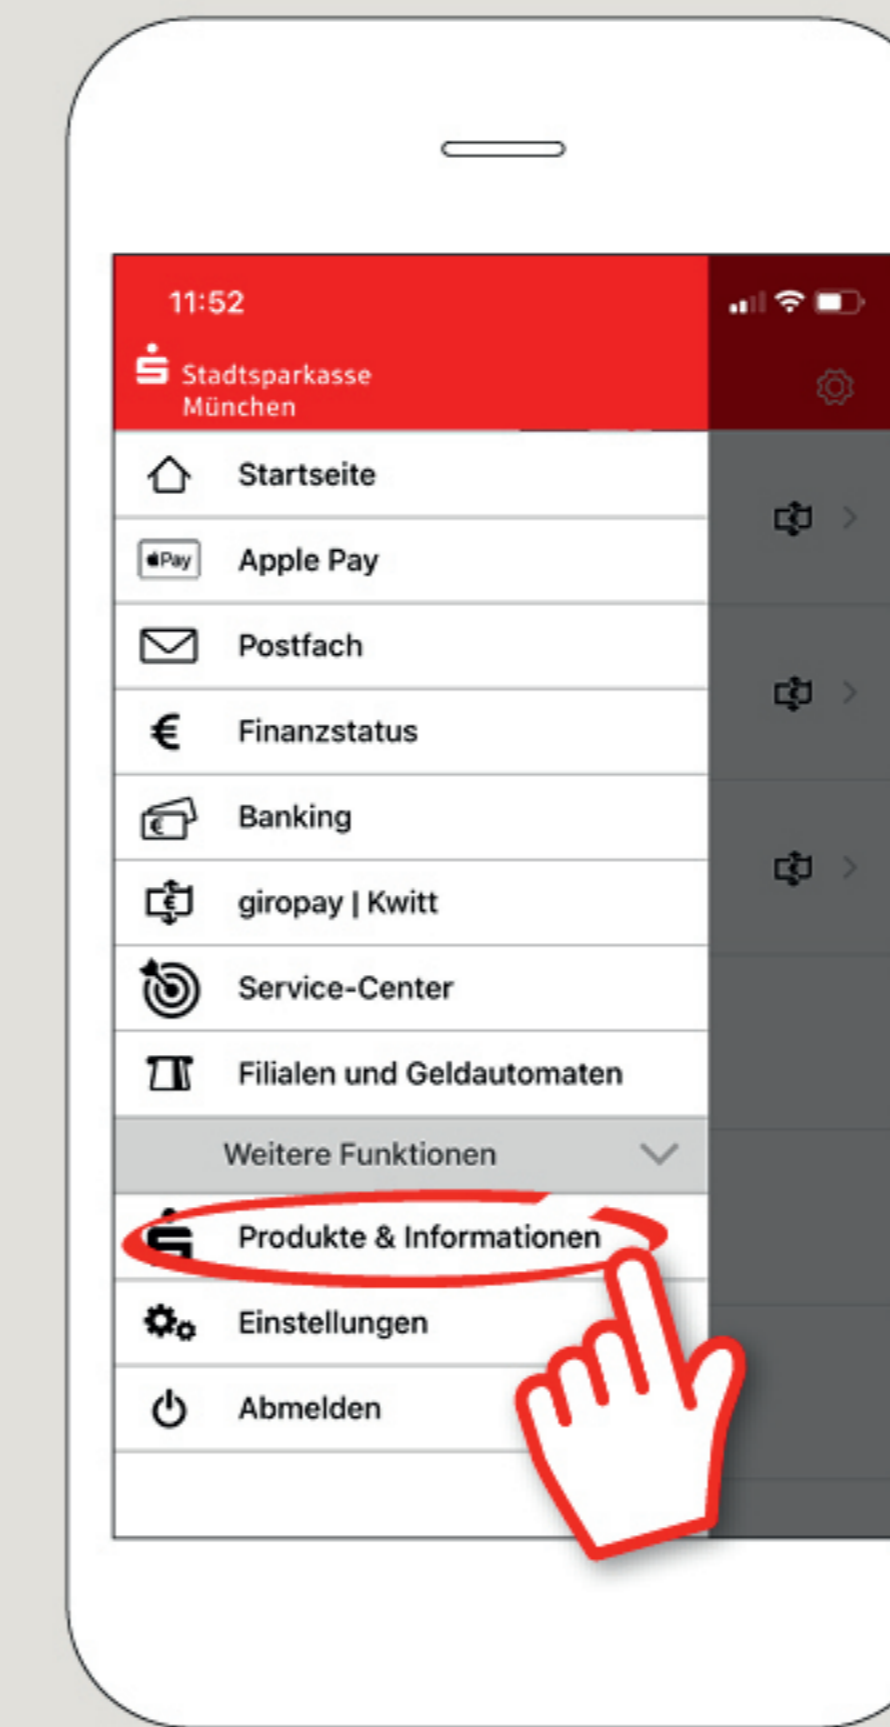 11:52
Stadtsparkasse
München
Startseite
Pay
Apple Pay
Postfach
€
Finanzstatus
Banking
giropay | Kwitt
Service-Center
Filialen und Geldautomaten
Weitere Funktionen
Produkte & Informationen
Einstellungen
Abmelden